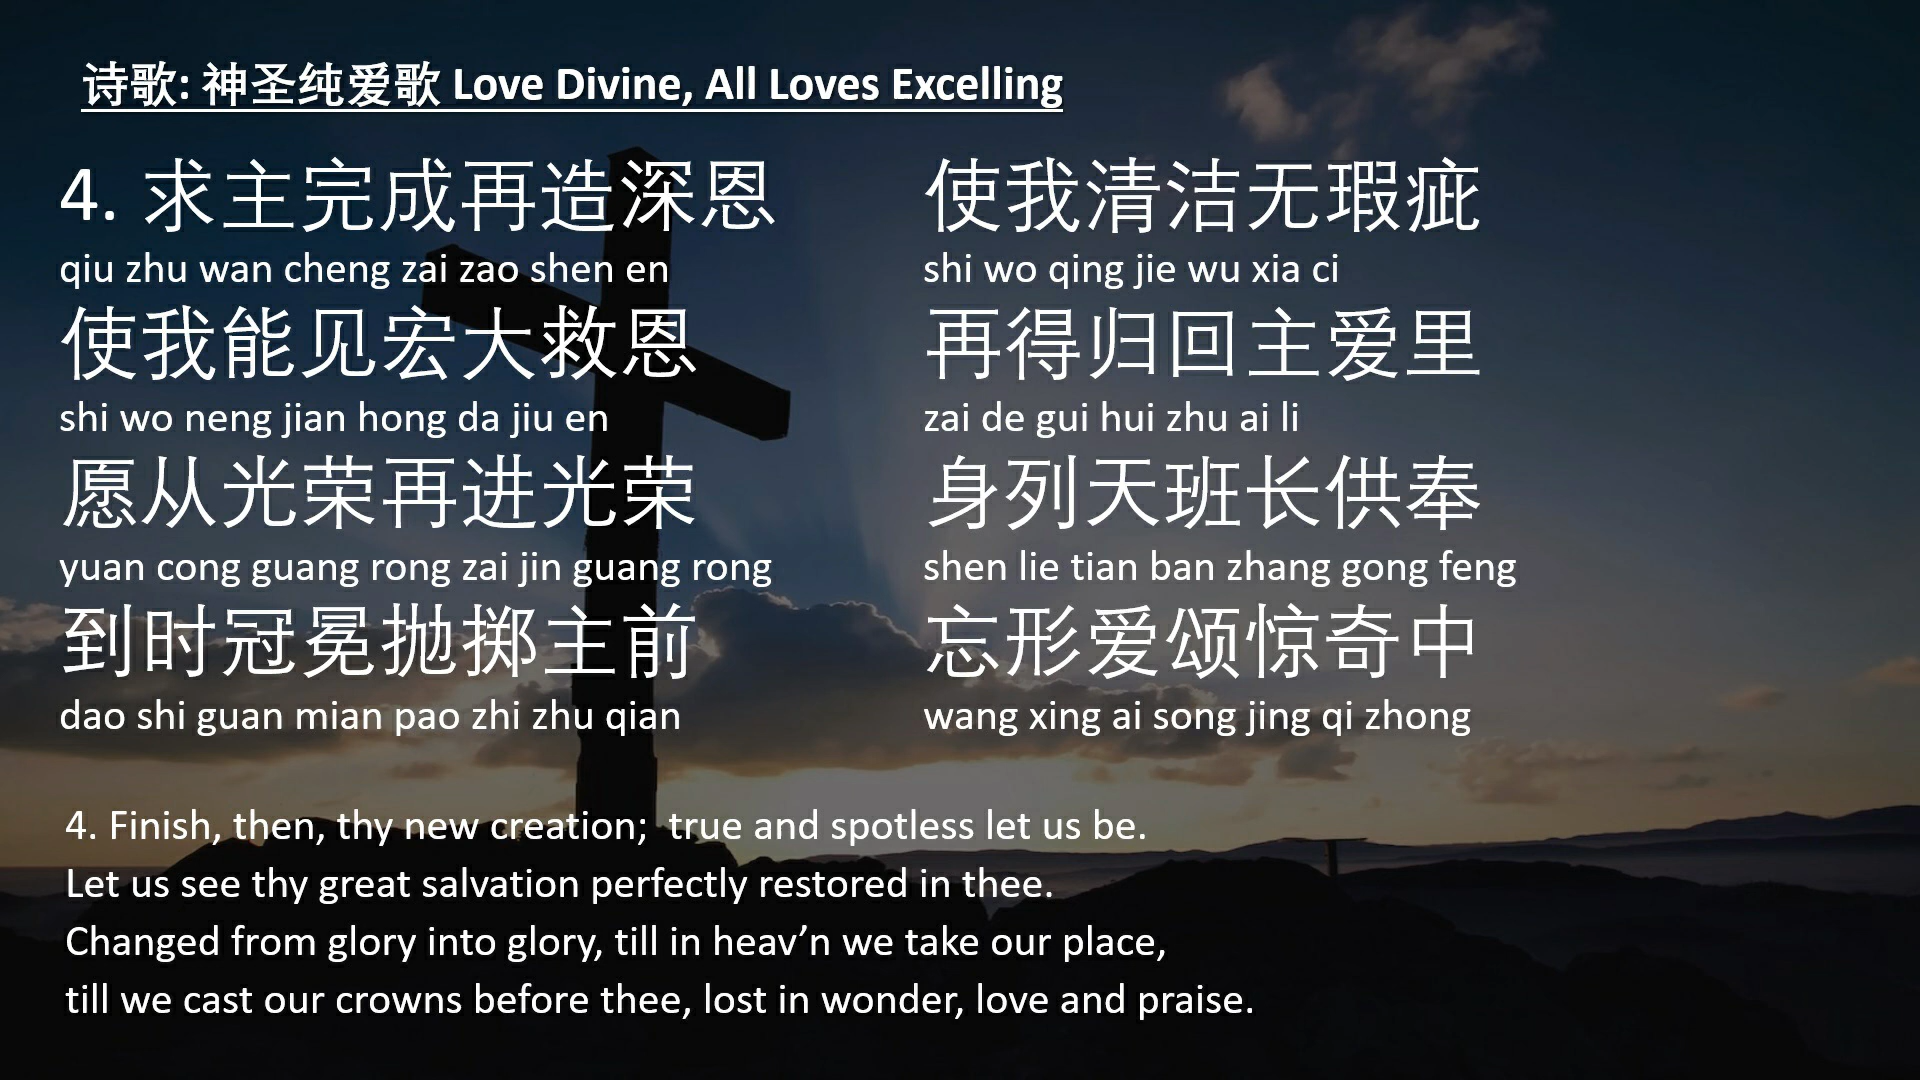 诗歌: 神圣纯爱歌 Love Divine, All Loves Excelling
4. 求主完成再造深恩 使我清洁无瑕疵
qiu zhu wan cheng zai zao shen en shi wo qing jie wu xia ci
使我能见宏大救恩 再得归回主爱里
shi wo neng jian hong da jiu en zai de gui hui zhu ai li
愿从光荣再进光荣 身列天班长供奉
yuan cong guang rong zai jin guang rong shen lie tian ban zhang gong feng
到时冠冕抛掷主前 忘形爱颂惊奇中
dao shi guan mian pao zhi zhu qian wang xing ai song jing qi zhong
4. Finish, then, thy new creation; true and spotless let us be.
Let us see thy great salvation perfectly restored in thee.
Changed from glory into glory, till in heav’n we take our place,
till we cast our crowns before thee, lost in wonder, love and praise.